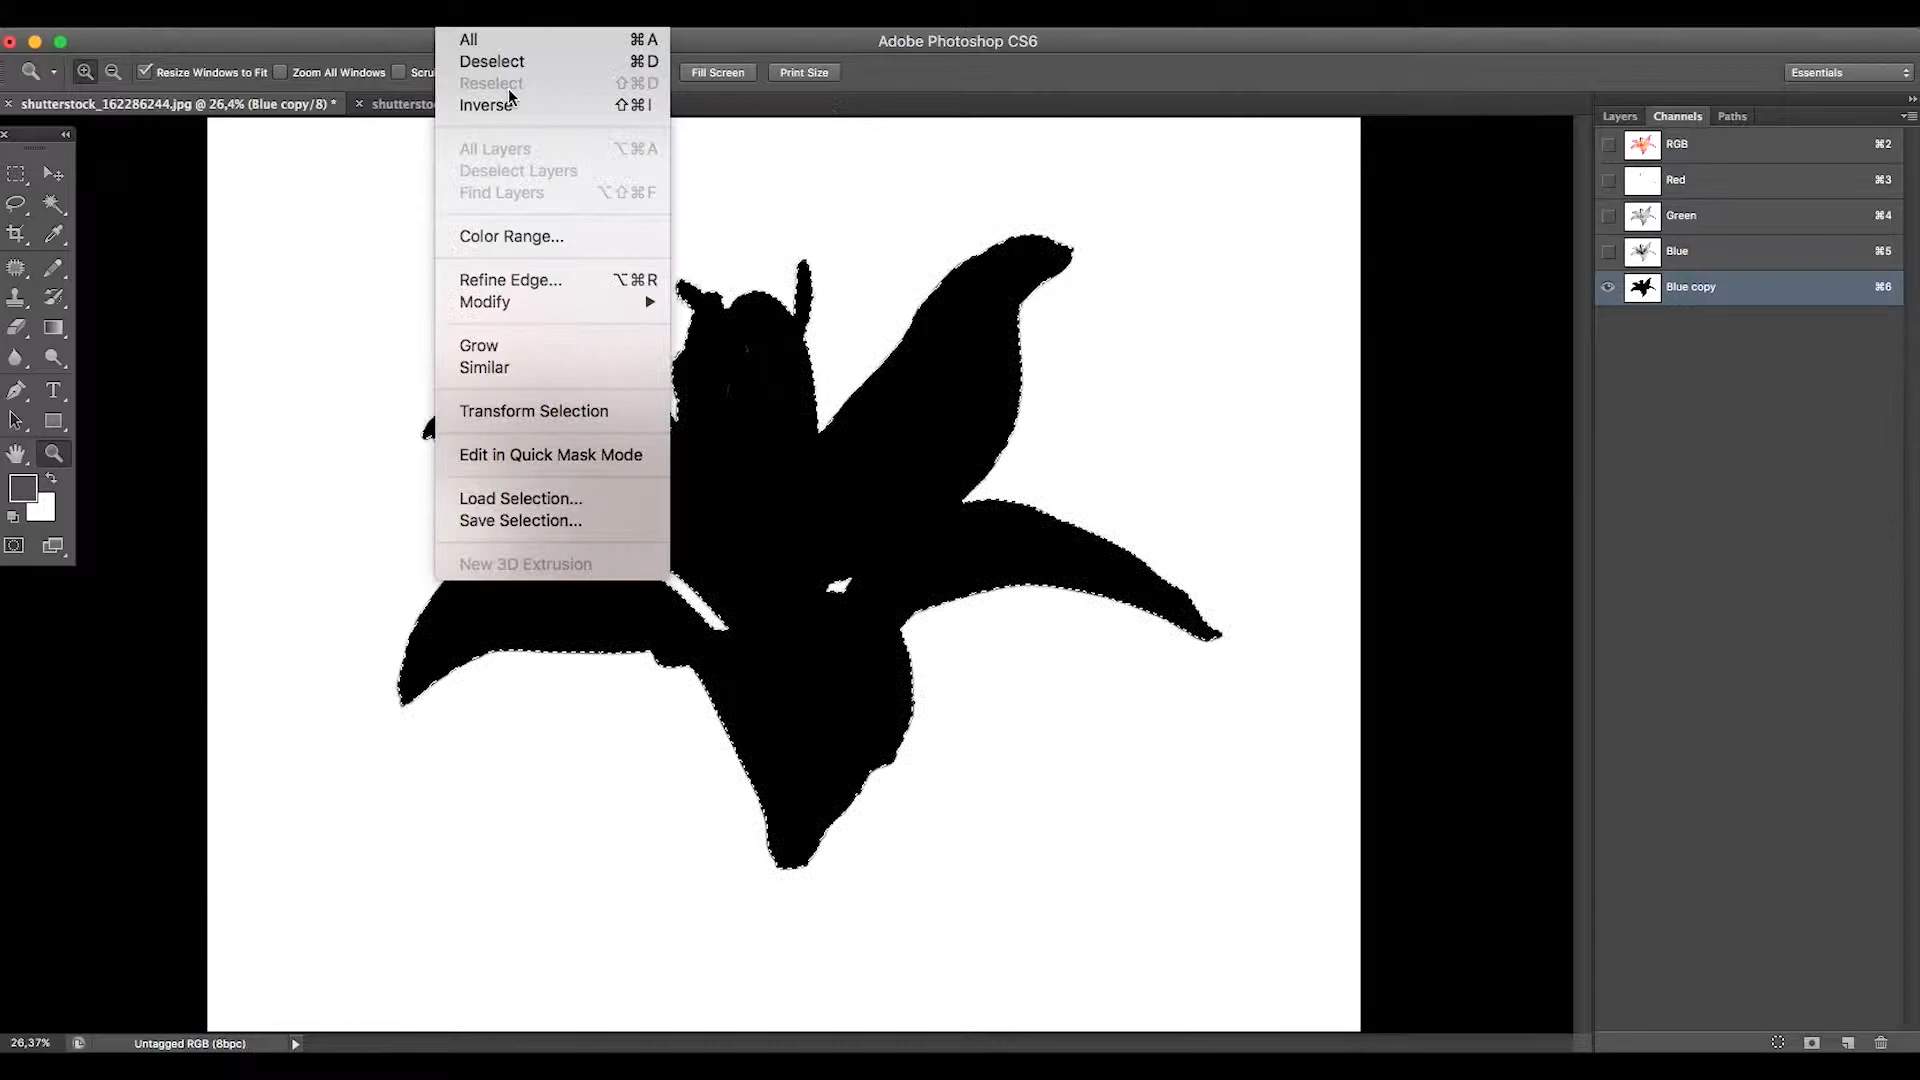 Adobe Photoshop CS6
Resize Windows to Fit Zoom All Windows Scru Fill Screen Print Size Essentials
shutterstock_162286244.jpg @ 26,4% (Blue copy/8) * shuttersto
All ⌘A
Deselect ⌘D
Reselect ⇧⌘D
Inverse ⇧⌘I
All Layers ⌥⌘A
Deselect Layers
Find Layers ⌥⇧⌘F
Color Range...
Refine Edge... ⌥⌘R
Modify
Grow
Similar
Transform Selection
Edit in Quick Mask Mode
Load Selection...
Save Selection...
New 3D Extrusion
Layers Channels Paths
RGB ⌘2
Red ⌘3
Green ⌘4
Blue ⌘5
Blue copy ⌘6
26,37% Untagged RGB (8bpc)